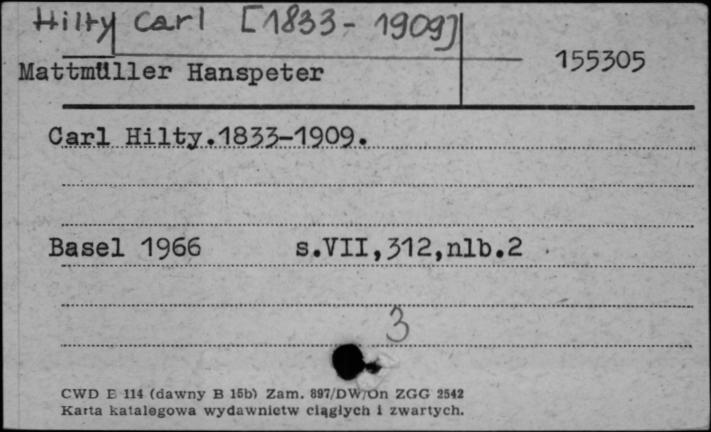 Hilty Carl [1833-1909]
Mattmüller Hanspeter 155305
Carl Hilty.1833-1909.
Basel 1966 s.VII,312,nlb.2
3
CWD E 114 (dawny B 15b) Zam. 897/DW/On ZGG 2542
Karta katalogowa wydawnictw ciągłych i zwartych.